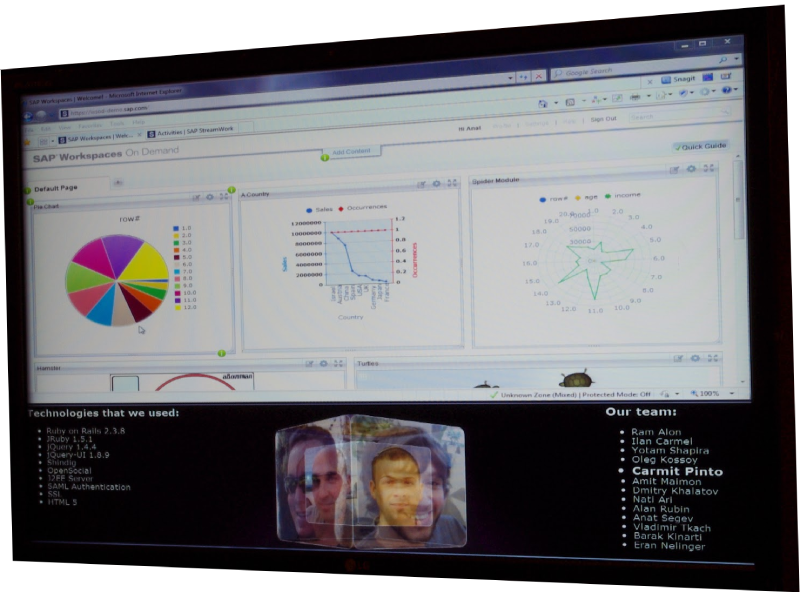 SAP Workspaces | Welcome! - Microsoft Internet Explorer
Google Search
Snagit
SAP Workspaces | Welc...
Activities | SAP StreamWork
Hi Anat
Sign Out
Search
SAP Workspaces On Demand
Add Content
Quick Guide
Default Page
Pie Chart
row#
1.0
2.0
3.0
4.0
5.0
6.0
7.0
8.0
9.0
10.0
11.0
12.0
A.Country
Sales
Occurrences
12000000
10000000
8000000
6000000
4000000
2000000
0
Sales
1.2
1
0.8
0.6
0.4
0.2
0
Occurrences
Country
Spider Module
row#
age
income
1.0
2.0
3.0
4.0
5.0
6.0
7.0
8.0
9.0
10.0
11.0
12.0
13.0
14.0
15.0
16.0
17.0
18.0
19.0
50000
30000
Hamster
Turtles
Unknown Zone (Mixed) | Protected Mode: Off
100%
Technologies that we used:
Ruby on Rails 2.3.8
JRuby 1.5.1
jQuery 1.4.4
jQuery-UI 1.8.9
Shindig
OpenSocial
J2EE Server
SAML Authentication
SSL
HTML 5
Our team:
Ram Alon
Ilan Carmel
Yotam Shapira
Oleg Kossoy
Carmit Pinto
Amit Maimon
Dmitry Khalatov
Nati Ari
Alan Rubin
Anat Segev
Vladimir Tkach
Barak Kinarti
Eran Nelinger
LG